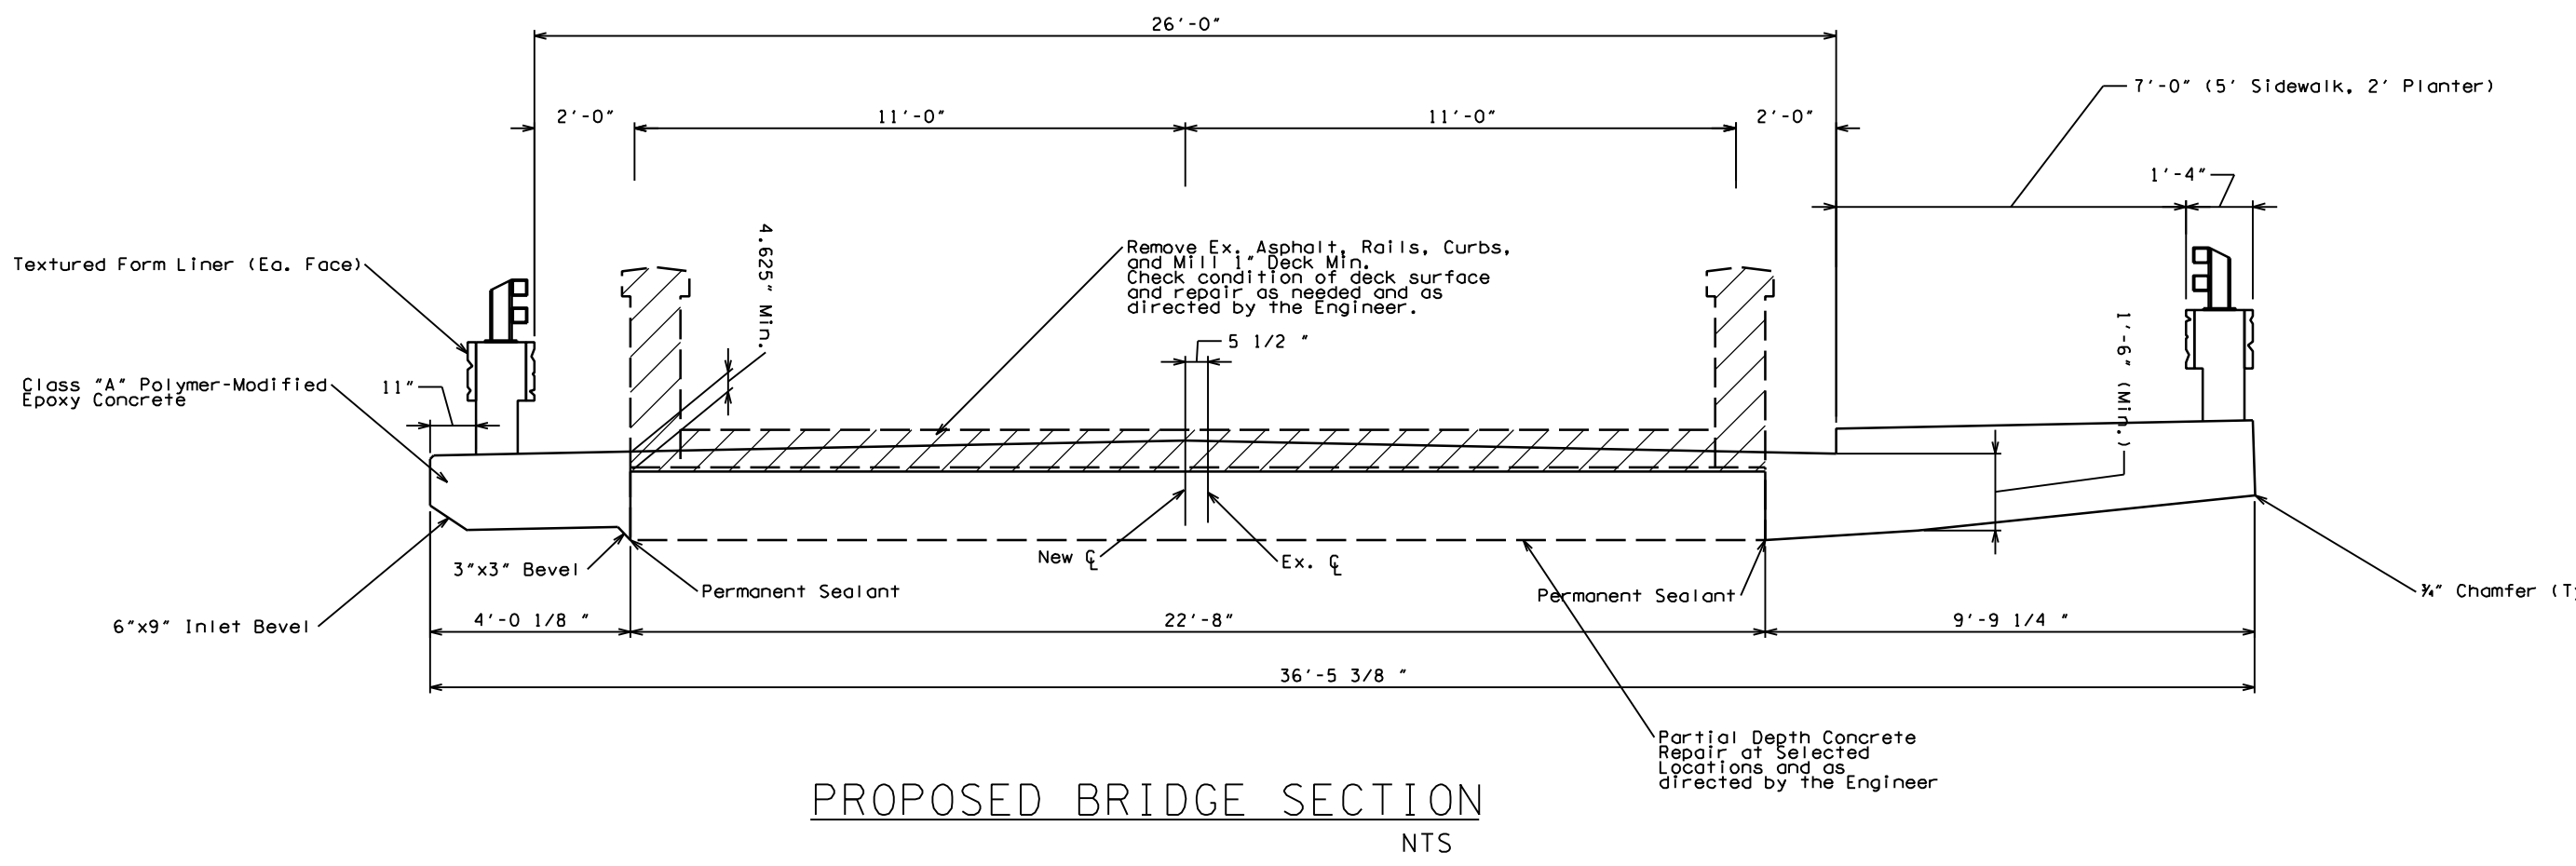 26'-0"
7'-0" (5' Sidewalk, 2' Planter)
2'-0"
11'-0"
11'-0"
2'-0"
1'-4"
4.625" Min.
Remove Ex. Asphalt, Rails, Curbs,
and Mill 1" Deck Min.
Check condition of deck surface
and repair as needed and as
directed by the Engineer.
Textured Form Liner (Ea. Face)
5 1/2 "
1'-6" (Min.)
Class "A" Polymer-Modified
Epoxy Concrete
11"
New ℄
Ex. ℄
3"x3" Bevel
Permanent Sealant
Permanent Sealant
¾" Chamfer (Ty
6"x9" Inlet Bevel
4'-0 1/8 "
22'-8"
9'-9 1/4 "
36'-5 3/8 "
Partial Depth Concrete
Repair at Selected
Locations and as
directed by the Engineer
PROPOSED BRIDGE SECTION
NTS